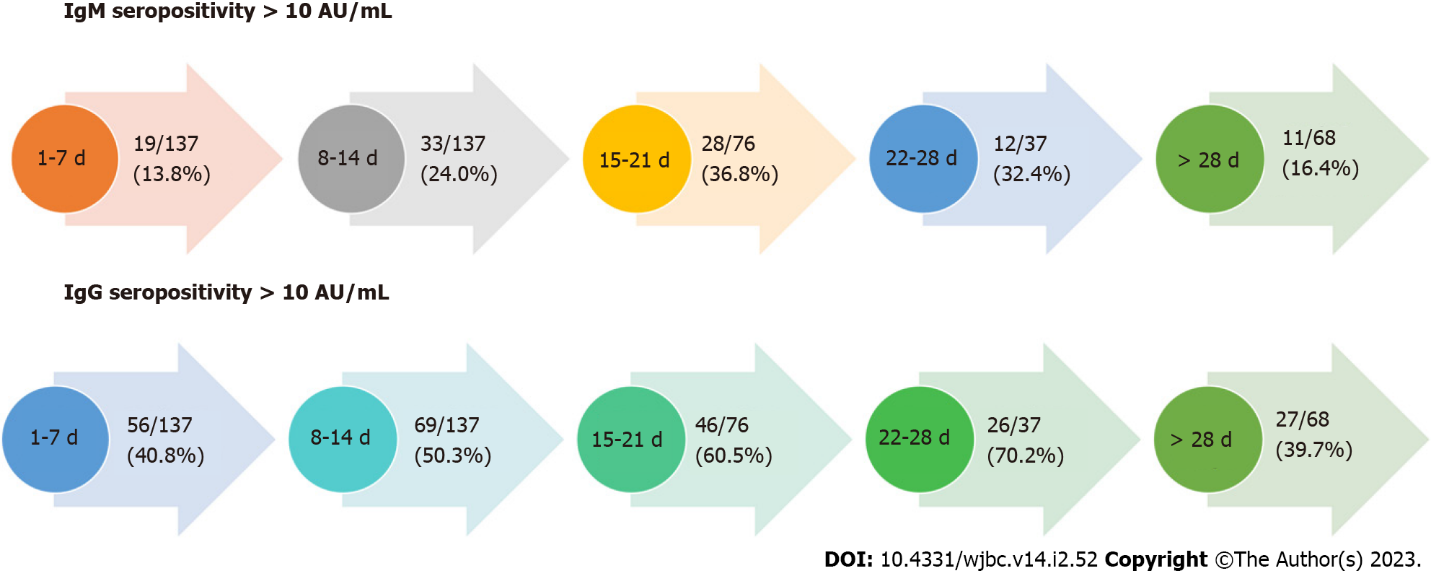 IgM seropositivity > 10 AU/mL
1-7 d
19/137
(13.8%)
8-14 d
33/137
(24.0%)
15-21 d
28/76
(36.8%)
22-28 d
12/37
(32.4%)
> 28 d
11/68
(16.4%)
IgG seropositivity > 10 AU/mL
1-7 d
56/137
(40.8%)
8-14 d
69/137
(50.3%)
15-21 d
46/76
(60.5%)
22-28 d
26/37
(70.2%)
> 28 d
27/68
(39.7%)
DOI: 10.4331/wjbc.v14.i2.52 Copyright ©The Author(s) 2023.